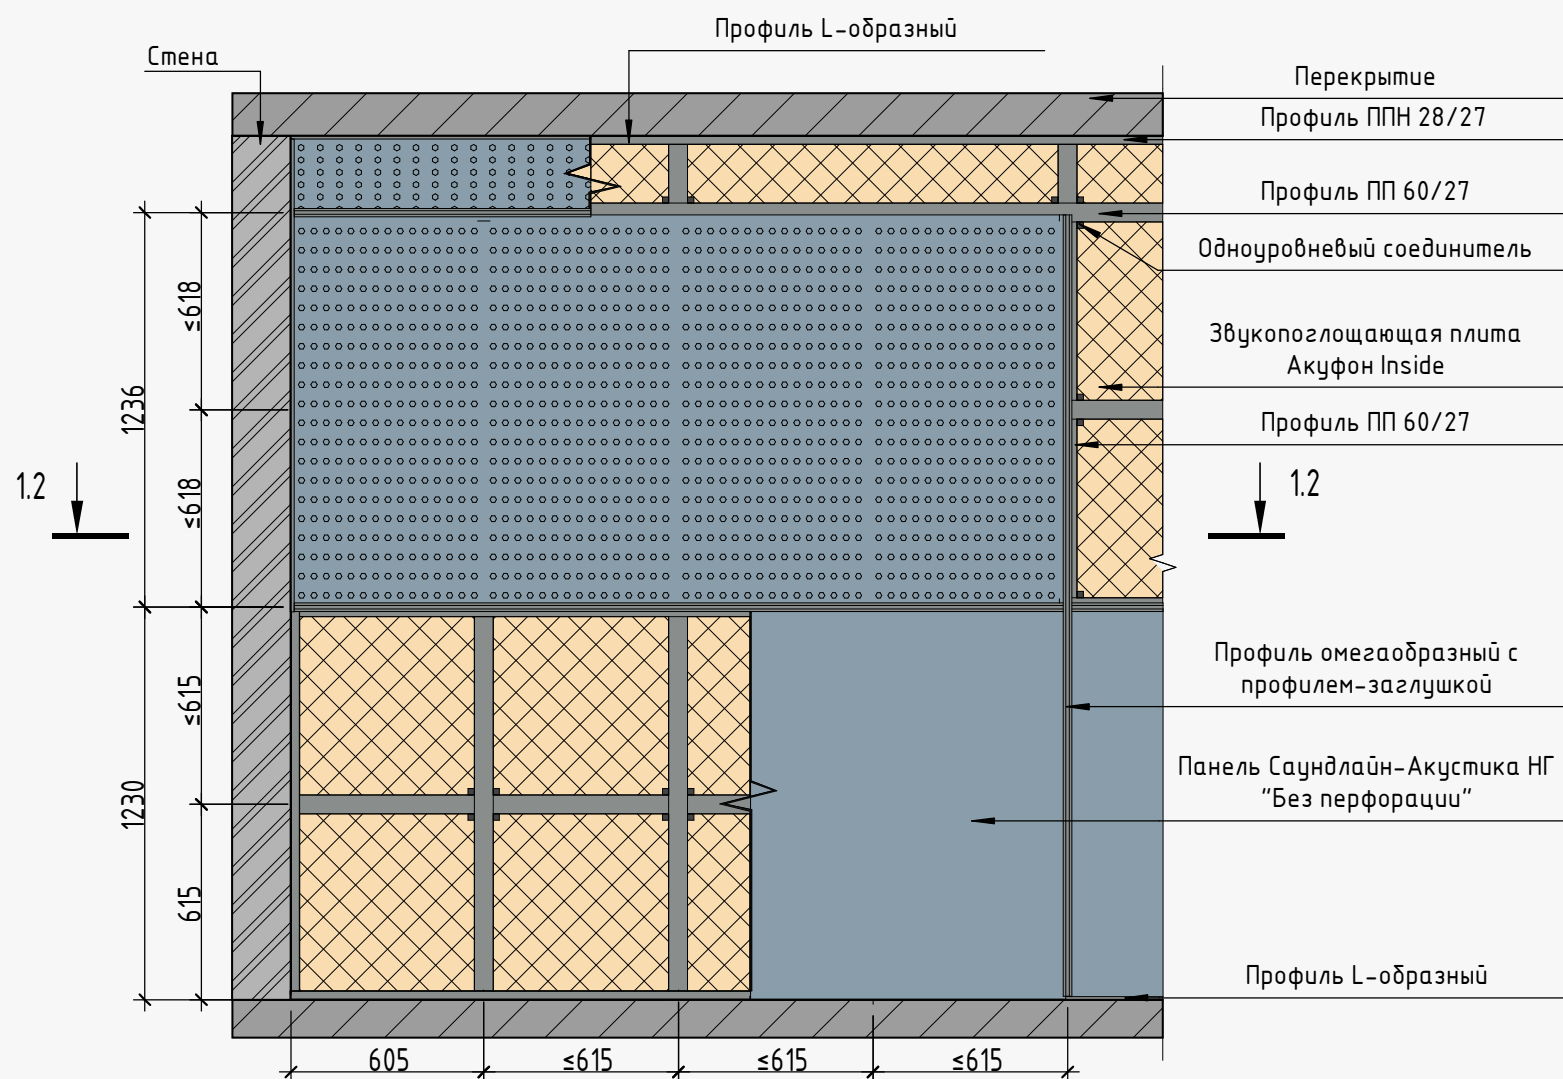 Профиль L-образный
Стена
Перекрытие
Профиль ППН 28/27
Профиль ПП 60/27
Одноуровневый соединитель
Звукопоглощающая плита
Акуфон Inside
Профиль ПП 60/27
≤618
1236
≤618
1.2
1.2
Профиль омегаобразный с
профилем-заглушкой
≤615
Панель Саундлайн-Акустика НГ
"Без перфорации"
1230
615
Профиль L-образный
605
≤615
≤615
≤615